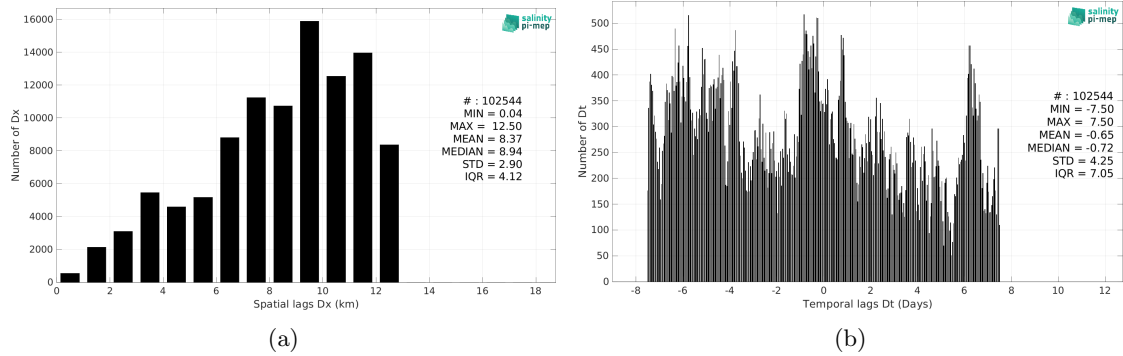 16000
14000
12000
10000
8000
6000
4000
2000
0
Number of Dx
0 2 4 6 8 10 12 14 16 18
Spatial lags Dx (km)
salinity
pi-mep
# : 102544
MIN = 0.04
MAX = 12.50
MEAN = 8.37
MEDIAN = 8.94
STD = 2.90
IQR = 4.12
(a)
500
450
400
350
300
250
200
150
100
50
0
Number of Dt
-8 -6 -4 -2 0 2 4 6 8 10 12
Temporal lags Dt (Days)
salinity
pi-mep
# : 102544
MIN = -7.50
MAX = 7.50
MEAN = -0.65
MEDIAN = -0.72
STD = 4.25
IQR = 7.05
(b)